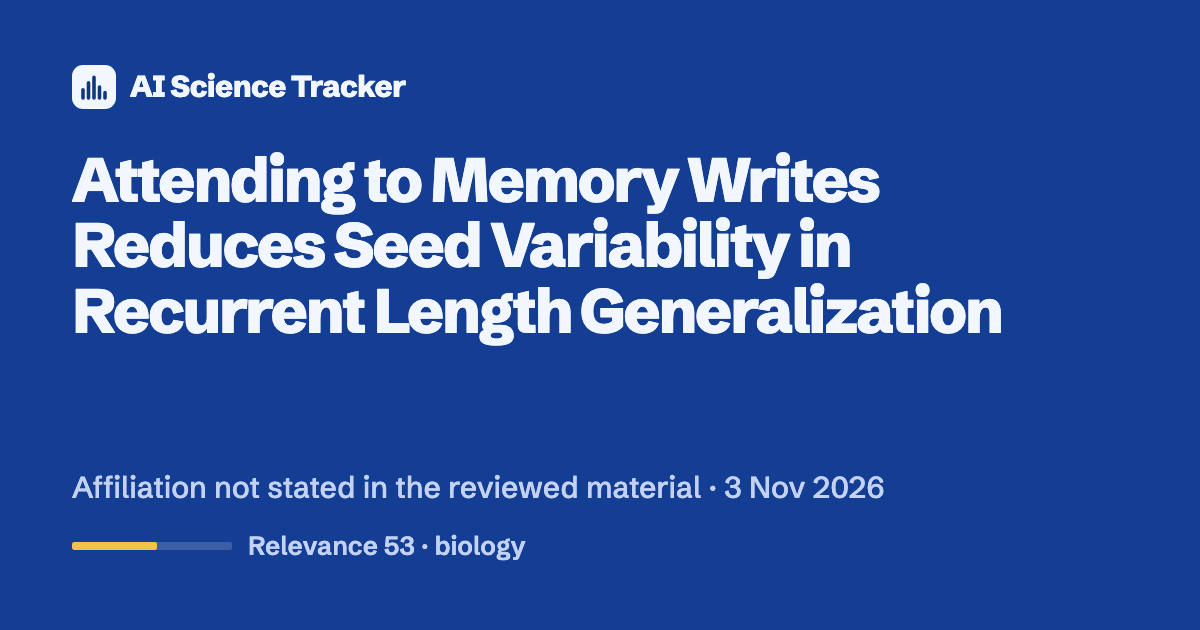 AI Science Tracker
Attending to Memory Writes
Reduces Seed Variability in
Recurrent Length Generalization
Affiliation not stated in the reviewed material · 3 Nov 2026
Relevance 53 · biology